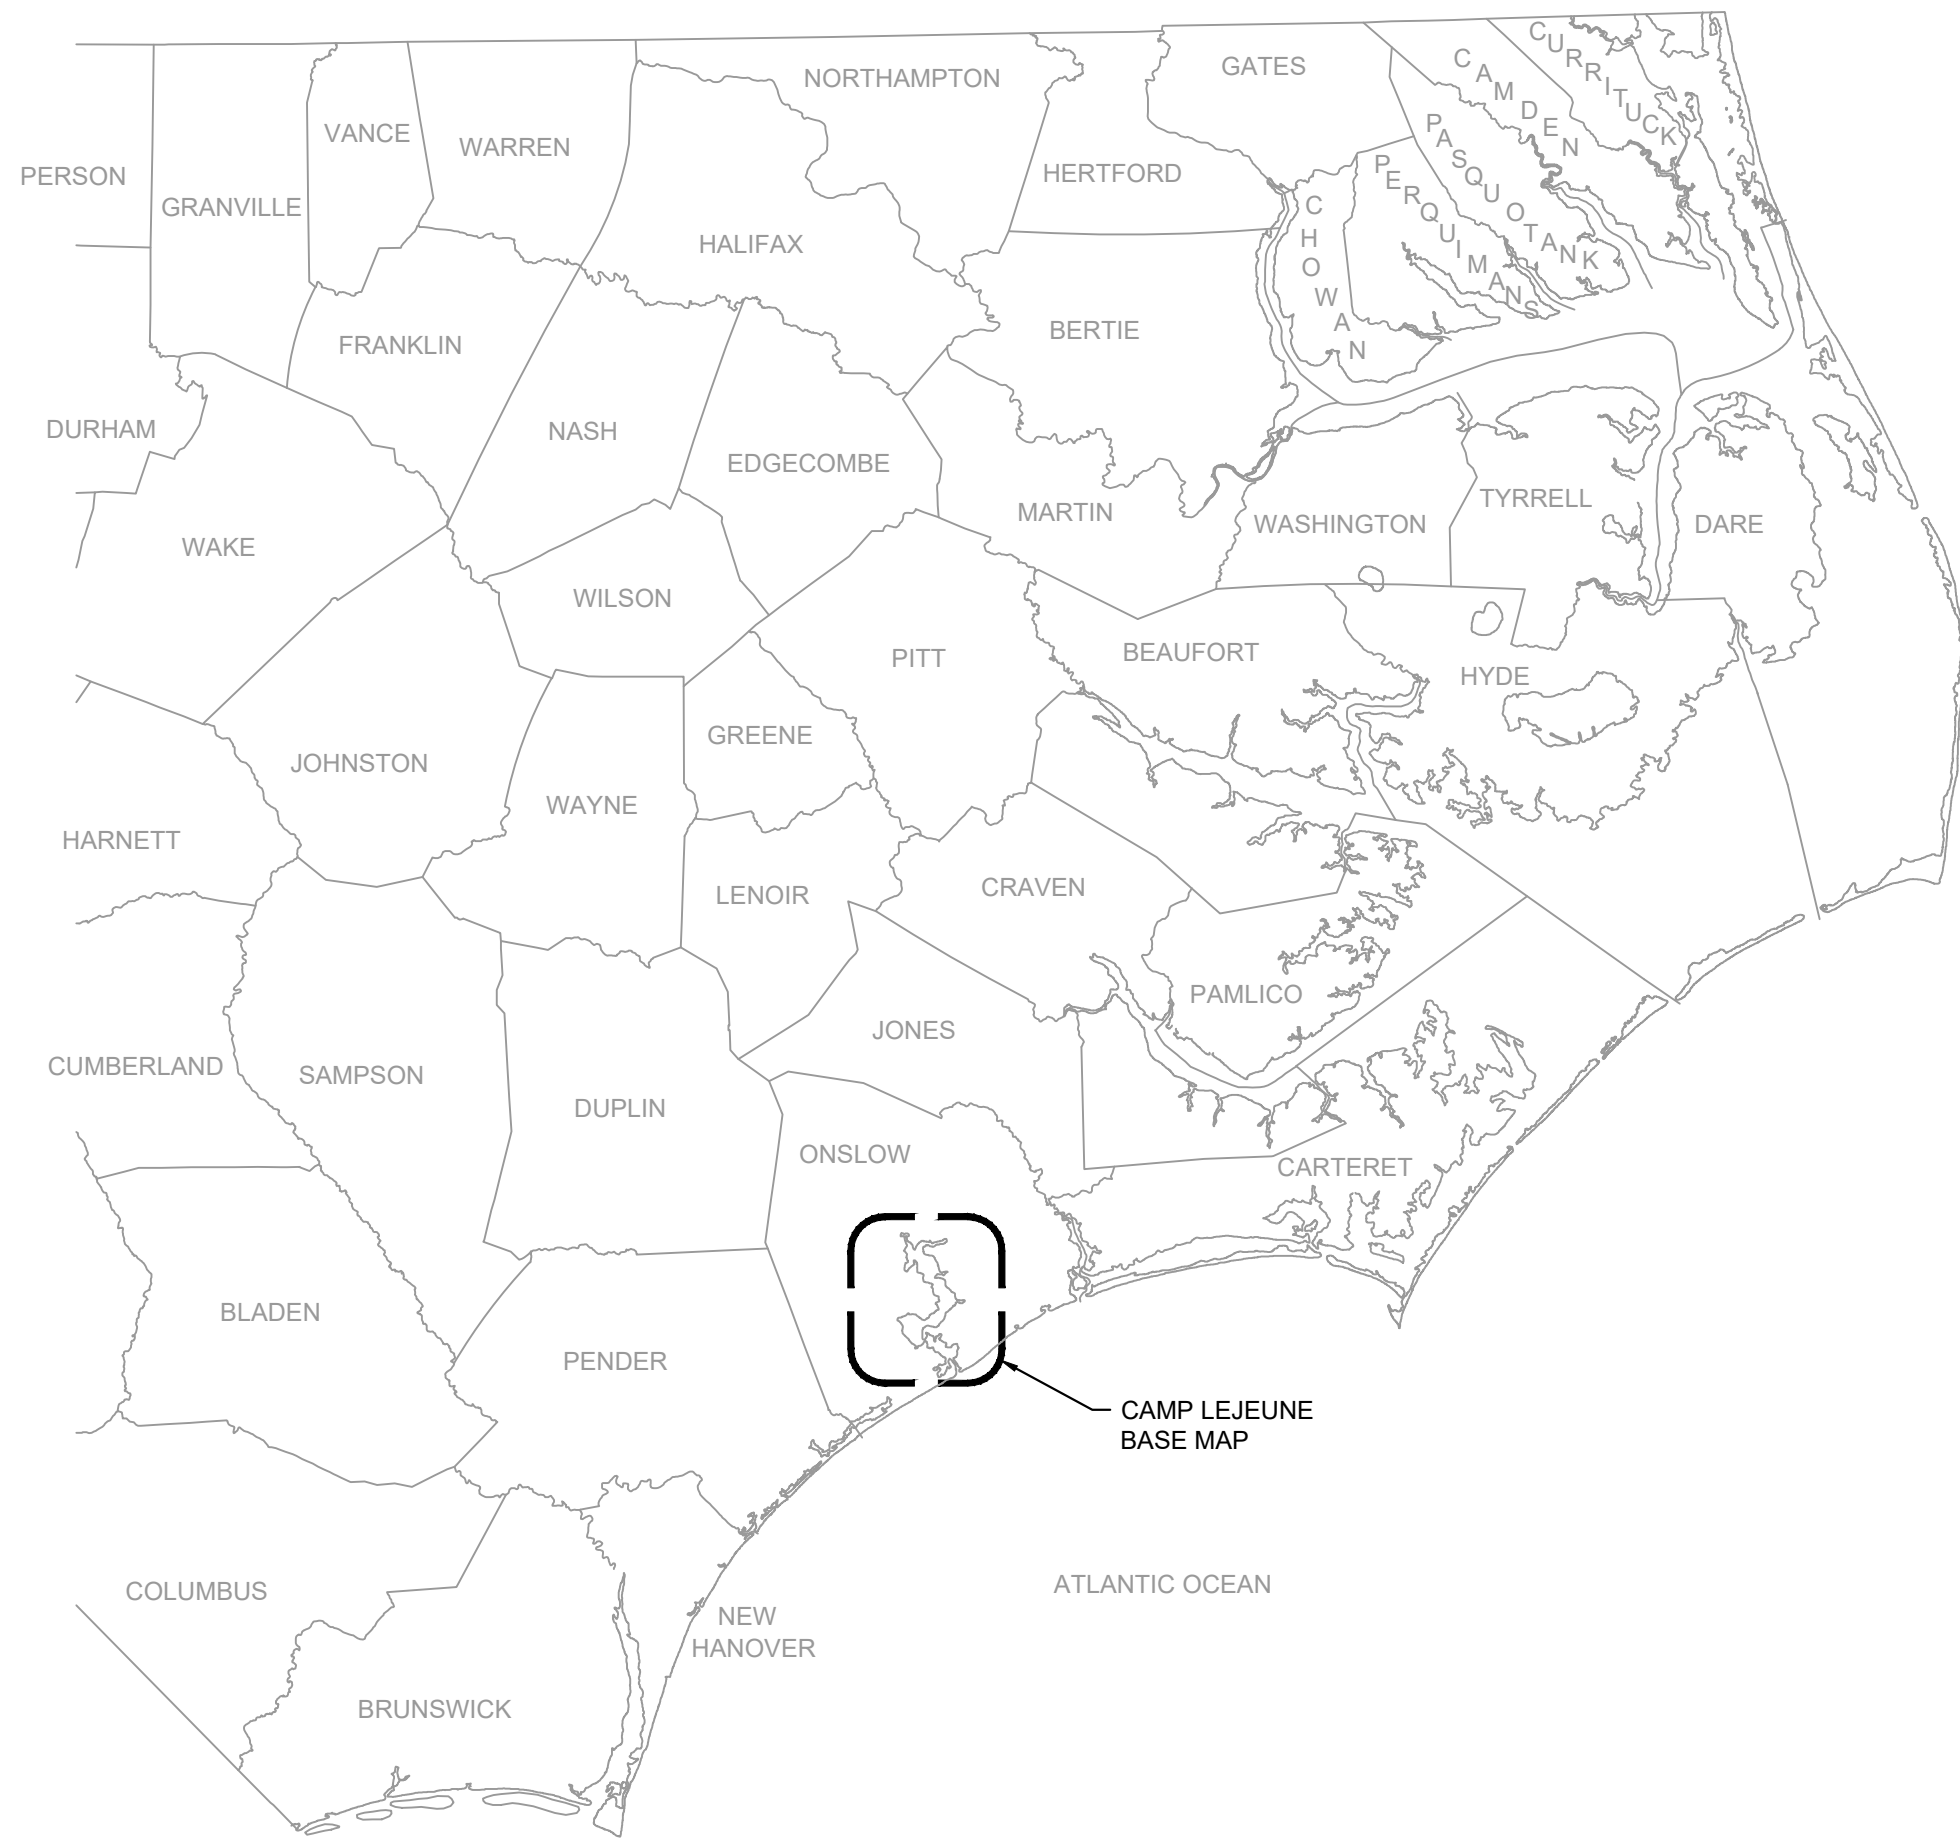 NORTHAMPTON
GATES
CAMDEN
CURRITUCK
VANCE
WARREN
PASQUOTANK
PERSON
HERTFORD
PERQUIMANS
GRANVILLE
HALIFAX
CHOWAN
FRANKLIN
BERTIE
DURHAM
NASH
EDGECOMBE
MARTIN
WASHINGTON
TYRRELL
DARE
WAKE
WILSON
PITT
BEAUFORT
HYDE
GREENE
JOHNSTON
WAYNE
HARNETT
LENOIR
CRAVEN
PAMLICO
JONES
CUMBERLAND
SAMPSON
DUPLIN
ONSLOW
CARTERET
BLADEN
PENDER
CAMP LEJEUNE
BASE MAP
COLUMBUS
ATLANTIC OCEAN
NEW
HANOVER
BRUNSWICK